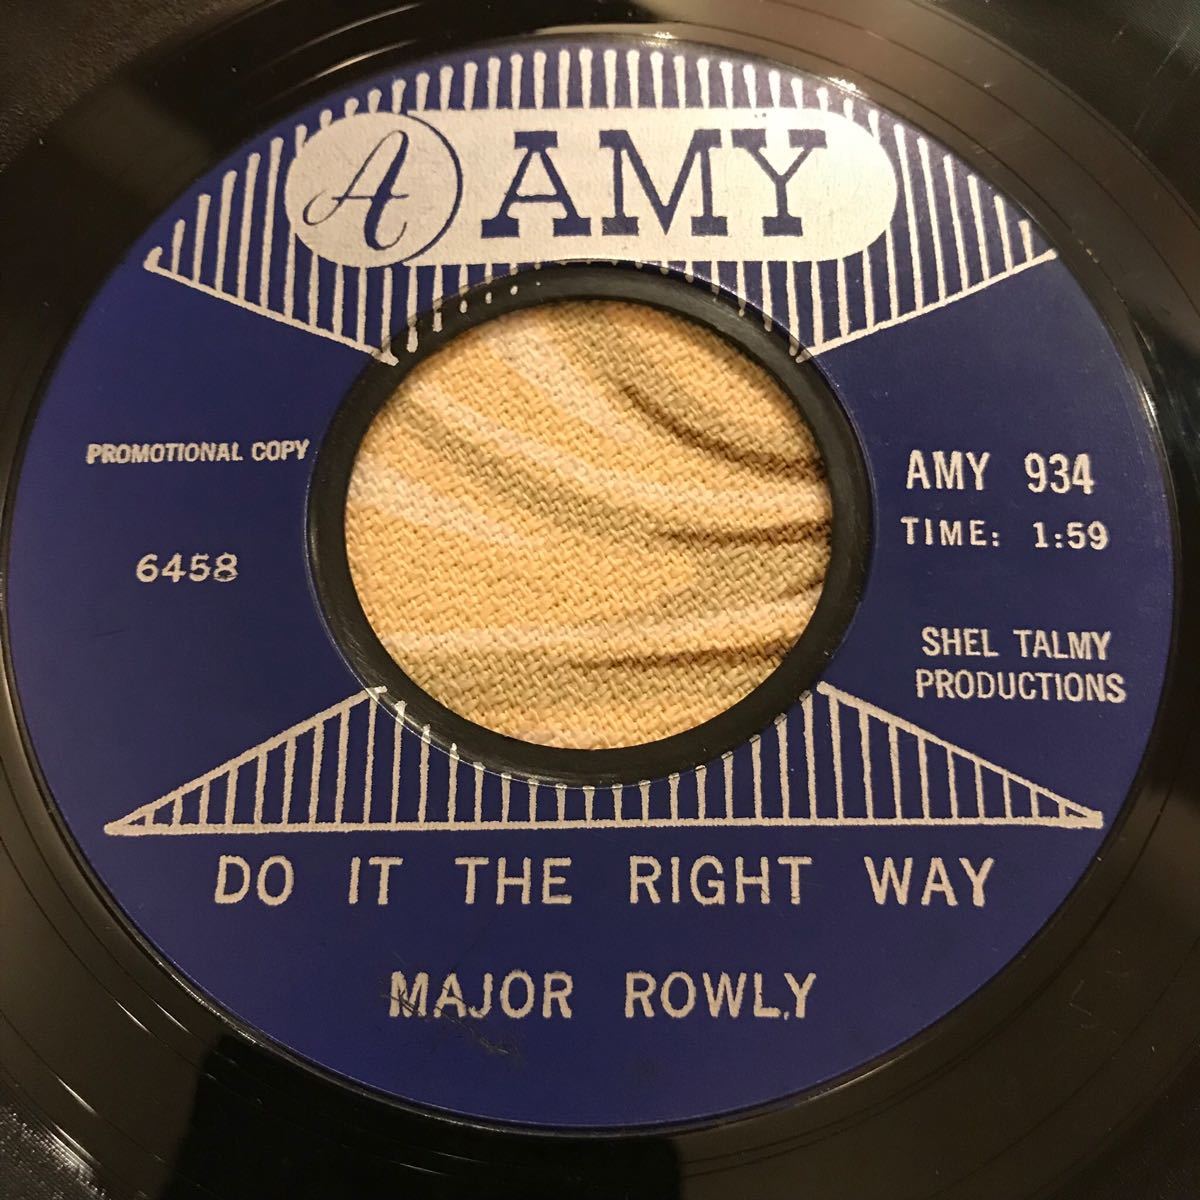 A AMY
PROMOTIONAL COPY
6458
AMY 934
TIME: 1:59
SHEL TALMY
PRODUCTIONS
DO IT THE RIGHT WAY
MAJOR ROWLY